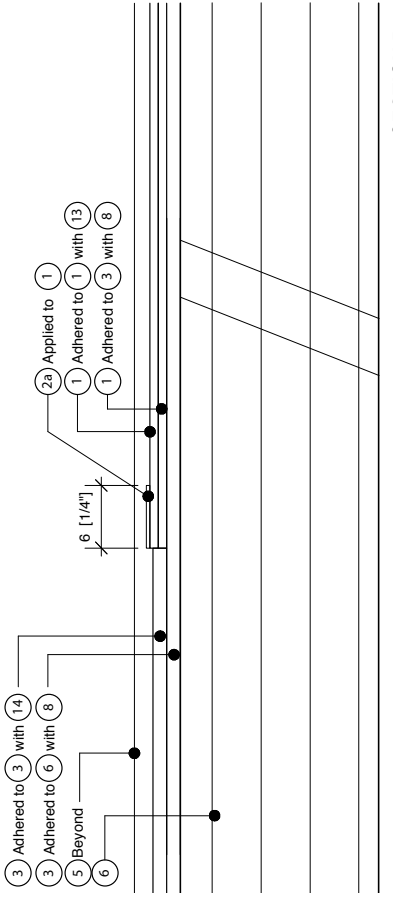 3 Adhered to 3 with 14
3 Adhered to 6 with 8
5 Beyond
6
6 [1/4"]
2a Applied to 1
1 Adhered to 1 with 13
1 Adhered to 3 with 8